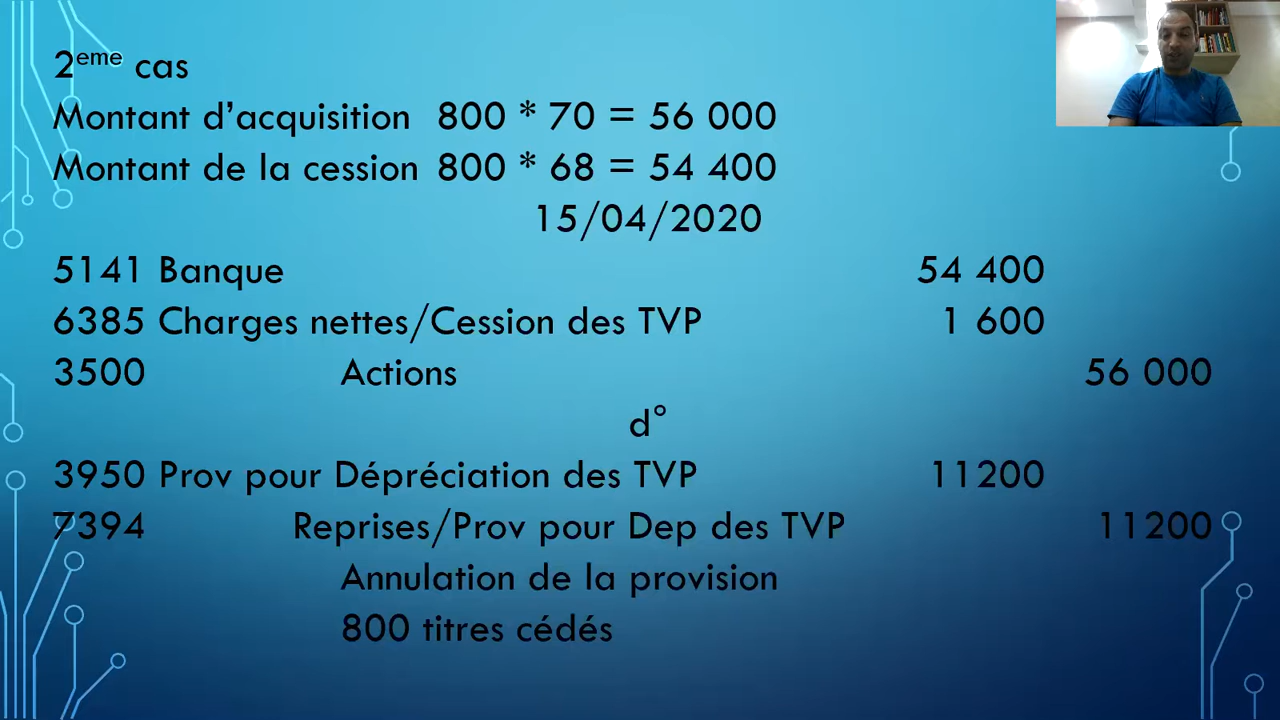 2eme cas
Montant d’acquisition 800 * 70 = 56 000
Montant de la cession 800 * 68 = 54 400
15/04/2020
5141 Banque 54 400
6385 Charges nettes/Cession des TVP 1 600
3500 Actions 56 000
d°
3950 Prov pour Dépréciation des TVP 11200
7394 Reprises/Prov pour Dep des TVP 11200
Annulation de la provision
800 titres cédés